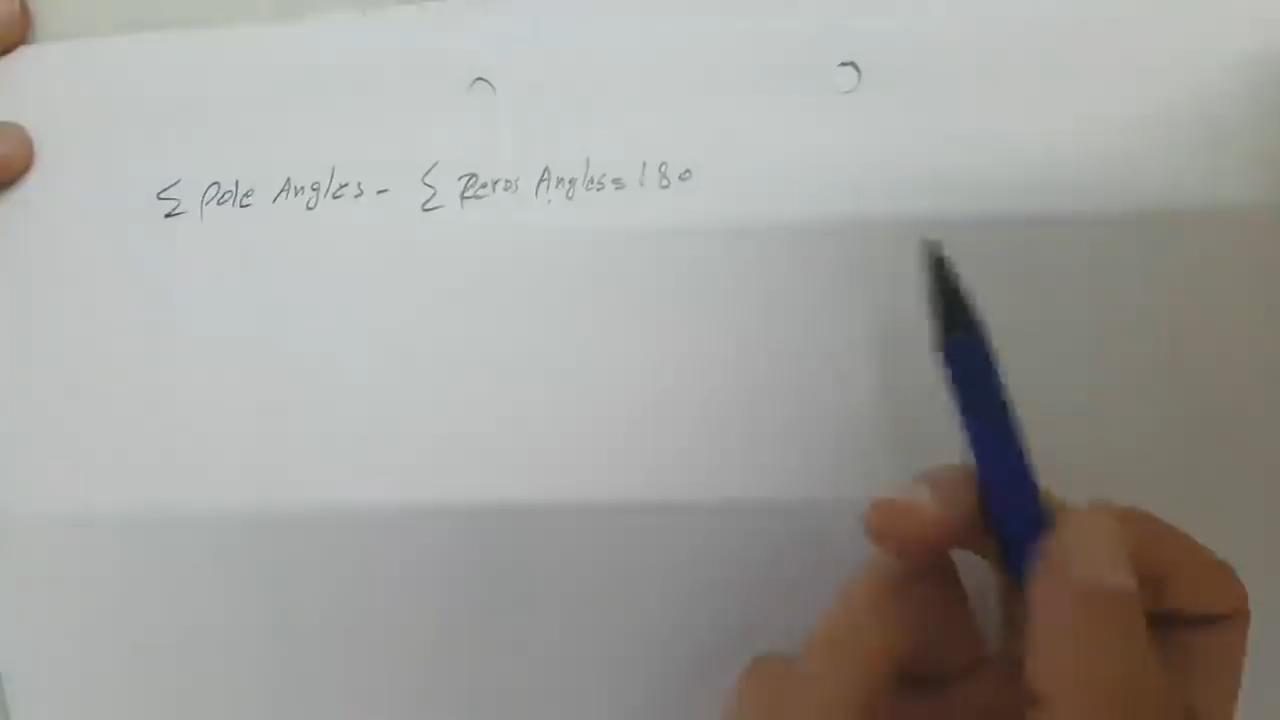 Σ Pole Angles - Σ Zeros Angles = 180